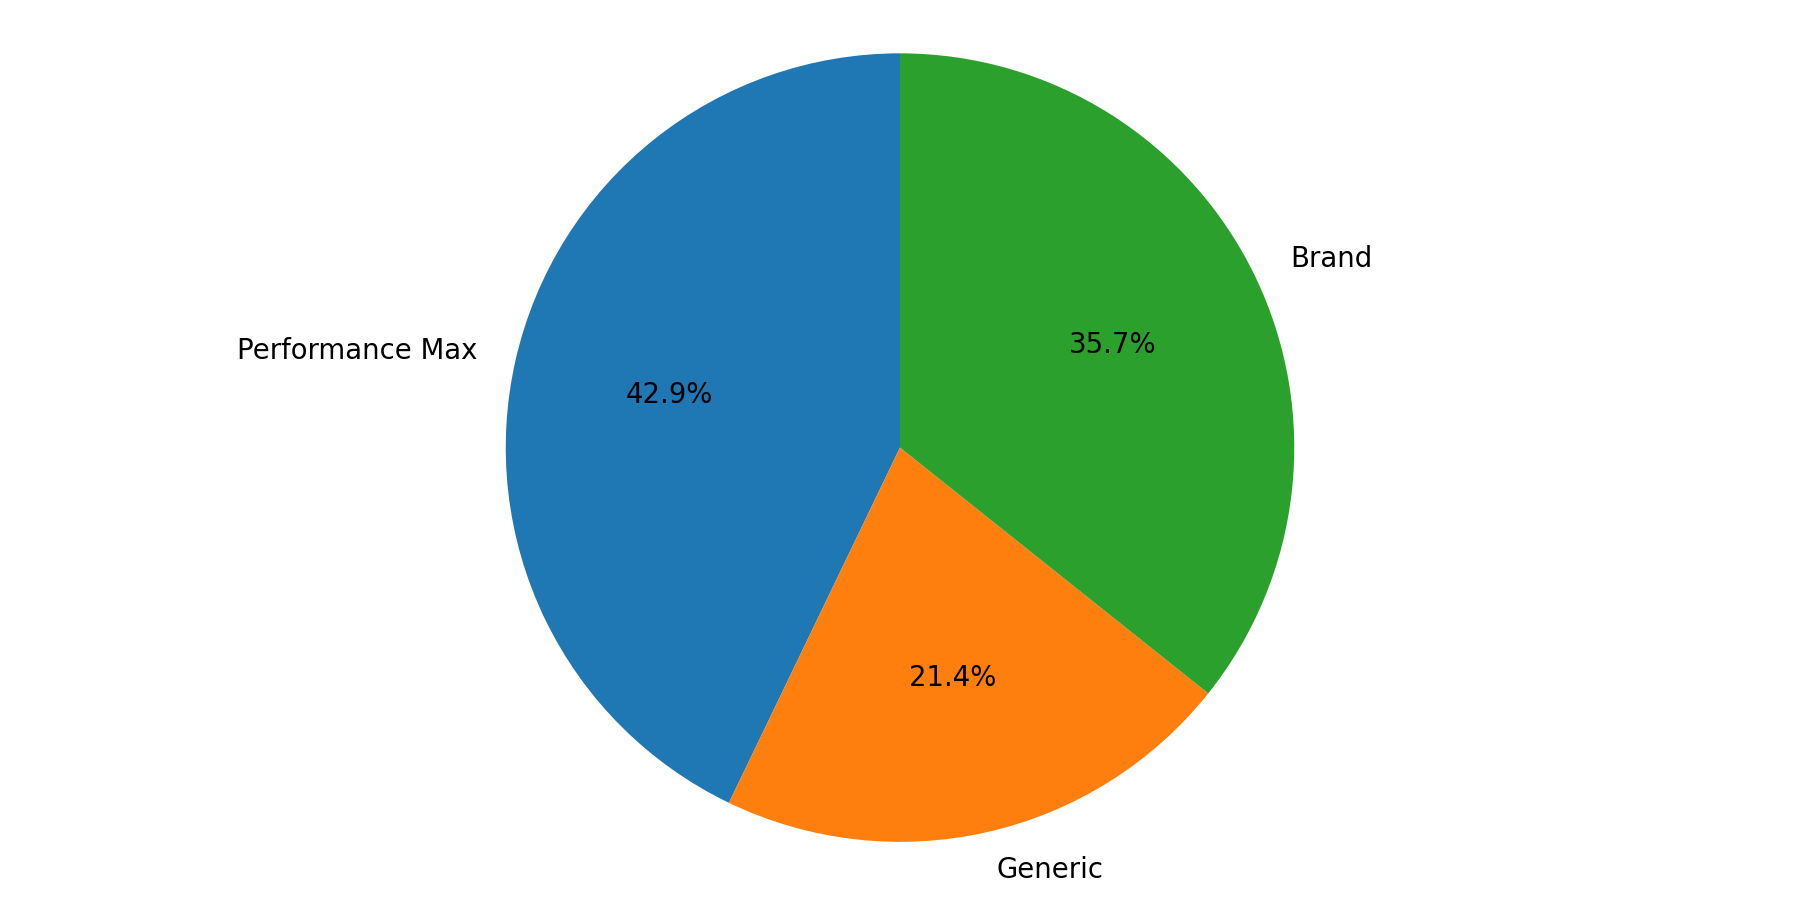 Brand
35.7%
Performance Max
42.9%
21.4%
Generic